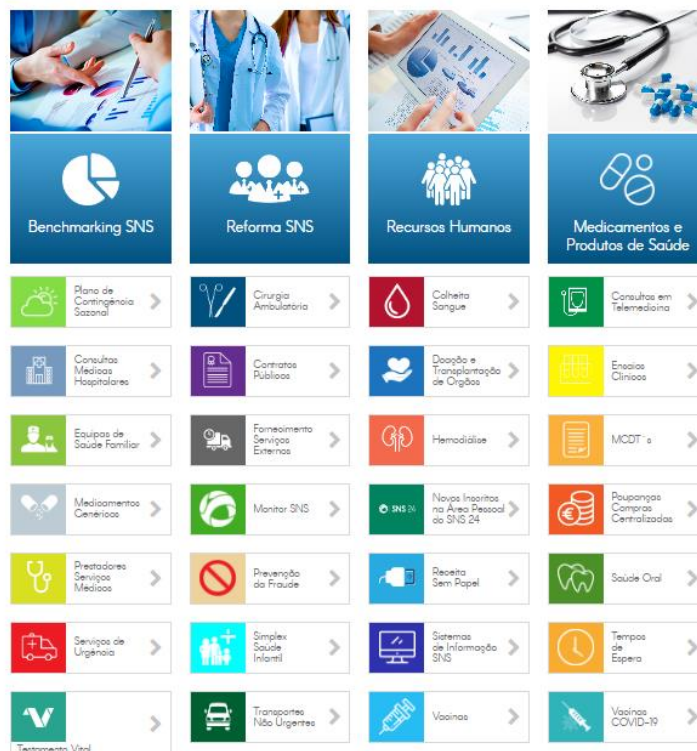 Benchmarking SNS
Reforma SNS
Recursos Humanos
Medicamentos e
Produtos de Saúde
Plano de
Contingência
Sazonal
Cirurgia
Ambulatória
Colheita
Sangue
Consultas em
Telemedicina
Consultas
Médicas
Hospitalares
Contratos
Públicos
Doação e
Transplantação
de Orgãos
Ensaios
Clínicos
Equipas de
Saúde Familiar
Fornecimento
Serviços
Externos
Hemodiálise
MCDT´s
Medicamentos
Genéricos
Monitor SNS
SNS 24
Novos Inscritos
na Área Pessoal
do SNS 24
Poupanças
Compras
Centralizadas
Prestadores
Serviços
Médicos
Prevenção
da Fraude
Receita
Sem Papel
Saúde Oral
Serviços de
Urgência
Simplex
Saúde
Infantil
Sistemas
de Informação
SNS
Tempos
de
Espera
Testamento Vital
Transportes
Não Urgentes
Vacinas
Vacinas
COVID-19